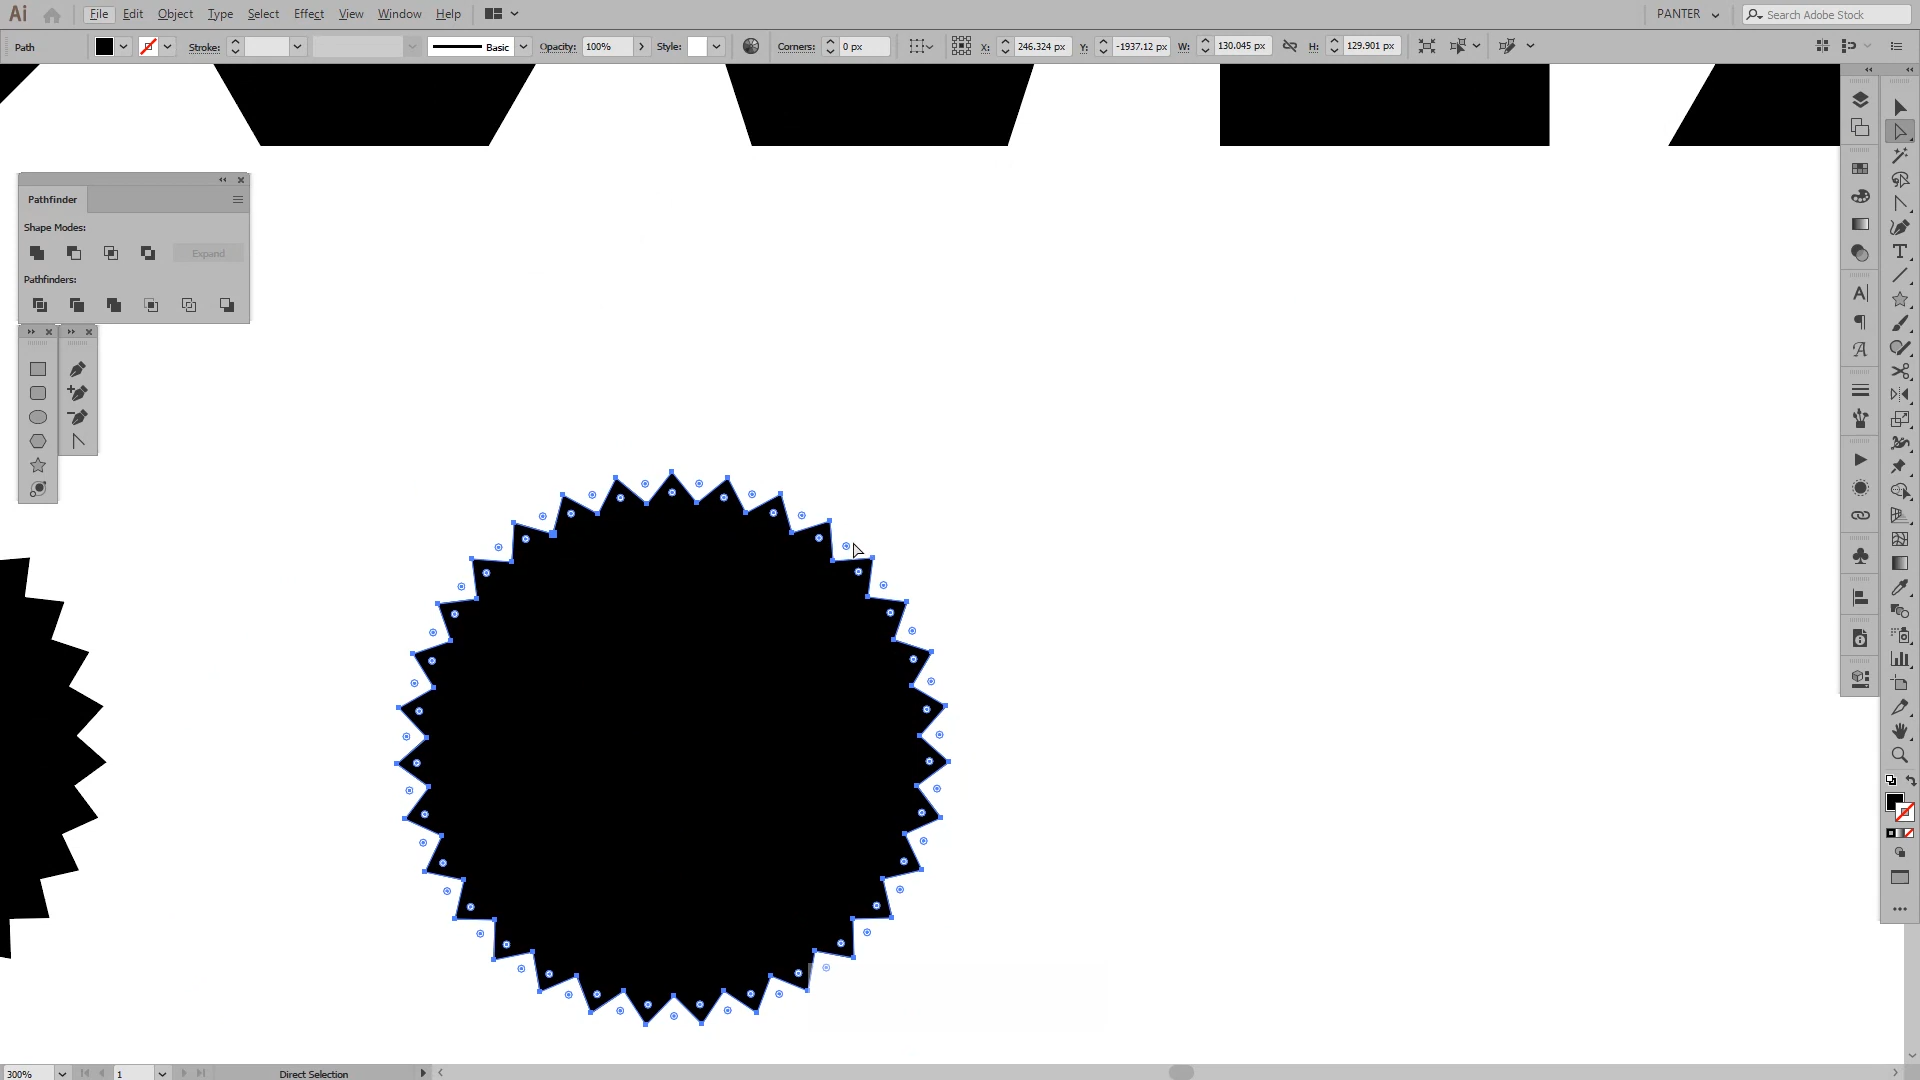 Ai File Edit Object Type Select Effect View Window Help PANTER Search Adobe Stock
Path Stroke: Basic Opacity: 100% Style: Corners: 0 px X: 246.324 px Y: -1937.12 px W: 130.045 px H: 129.901 px
Pathfinder
Shape Modes:
Expand
Pathfinders:
300% 1 Direct Selection